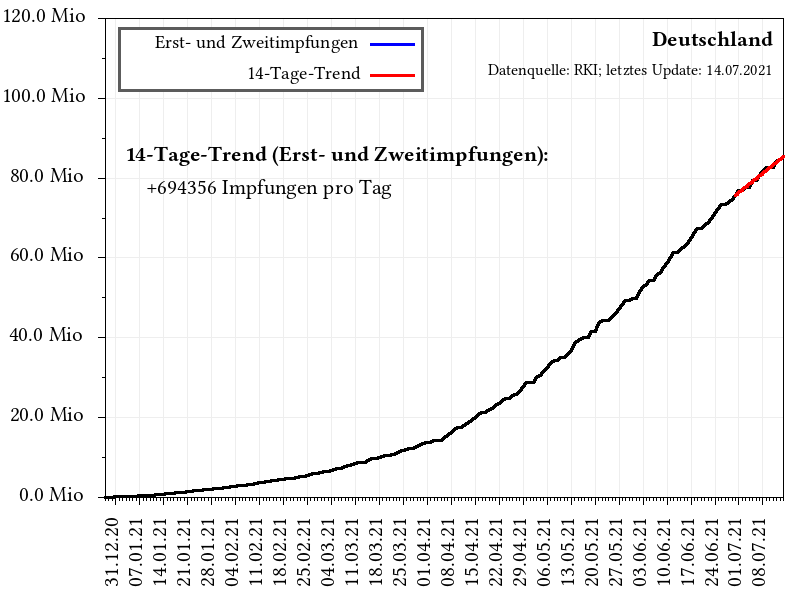 120.0 Mio
100.0 Mio
80.0 Mio
60.0 Mio
40.0 Mio
20.0 Mio
0.0 Mio
Erst- und Zweitimpfungen
14-Tage-Trend
Deutschland
Datenquelle: RKI; letztes Update: 14.07.2021
14-Tage-Trend (Erst- und Zweitimpfungen):
+694356 Impfungen pro Tag
31.12.20
07.01.21
14.01.21
21.01.21
28.01.21
04.02.21
11.02.21
18.02.21
25.02.21
04.03.21
11.03.21
18.03.21
25.03.21
01.04.21
08.04.21
15.04.21
22.04.21
29.04.21
06.05.21
13.05.21
20.05.21
27.05.21
03.06.21
10.06.21
17.06.21
24.06.21
01.07.21
08.07.21